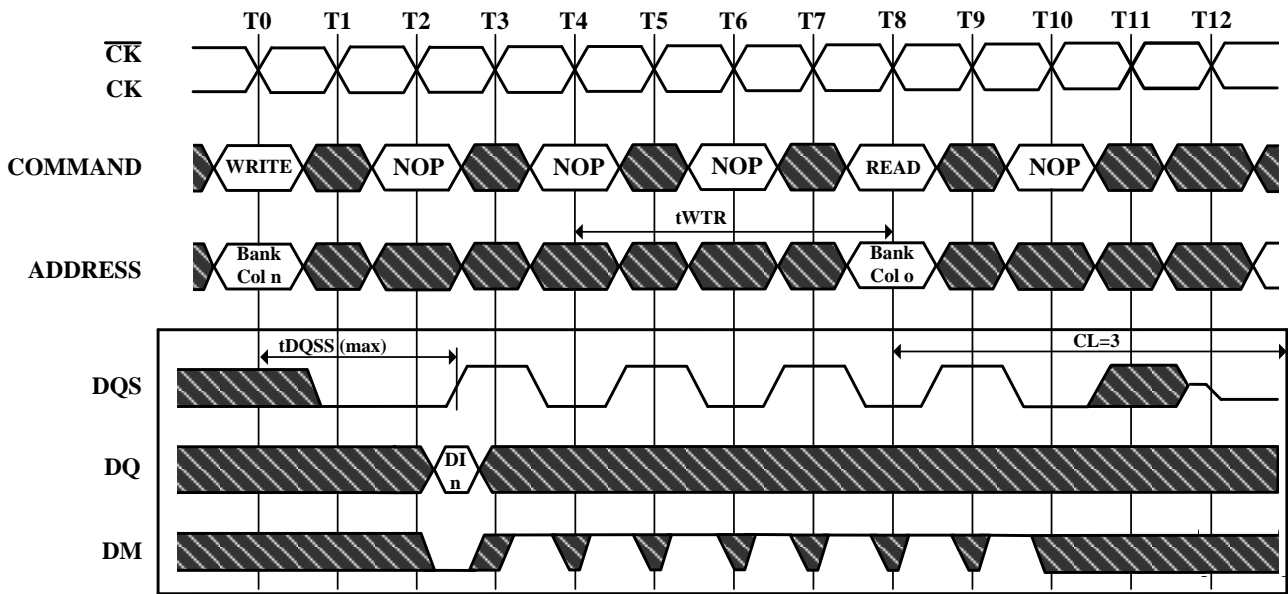 T0 T1 T2 T3 T4 T5 T6 T7 T8 T9 T10 T11 T12
CK
CK
COMMAND WRITE NOP NOP NOP READ NOP
tWTR
ADDRESS Bank Col n Bank Col o
tDQSS (max) CL=3
DQS
DQ DI n
DM